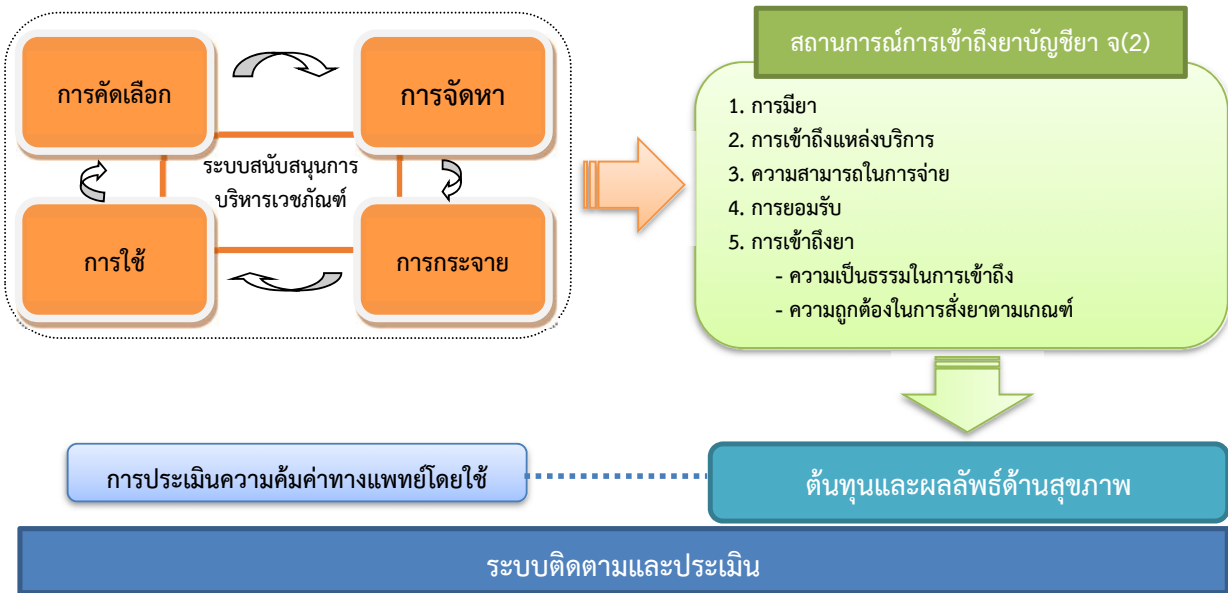 การคัดเลือก
การจัดหา
ระบบสนับสนุนการ
บริหารเวชภัณฑ์
การใช้
การกระจาย
สถานการณ์การเข้าถึงยาบัญชียา จ(2)
1. การมียา
2. การเข้าถึงแหล่งบริการ
3. ความสามารถในการจ่าย
4. การยอมรับ
5. การเข้าถึงยา
- ความเป็นธรรมในการเข้าถึง
- ความถูกต้องในการสั่งยาตามเกณฑ์
การประเมินความค้มค่าทางแพทย์โดยใช้
ต้นทุนและผลลัพธ์ด้านสุขภาพ
ระบบติดตามและประเมิน